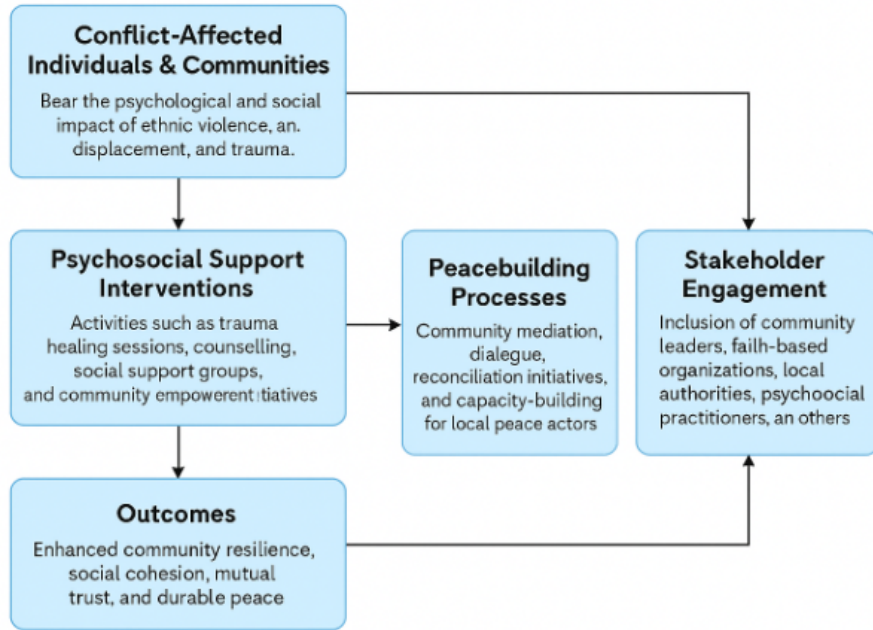 Conflict-Affected
Individuals & Communities
Bear the psychological and social
impact of ethnic violence, an.
displacement, and trauma.
Psychosocial Support
Interventions
Activities such as trauma
healing sessions, counselling,
social support groups,
and community empowerent itiatives
Peacebuilding
Processes
Community mediation,
dialogue,
reconciliation initiatives,
and capacity-building
for local peace actors
Stakeholder
Engagement
Inclusion of community
leaders, failh-based
organizations, local
authorities, psychoocial
practitioners, an others
Outcomes
Enhanced community resilience,
social cohesion, mutual
trust, and durable peace